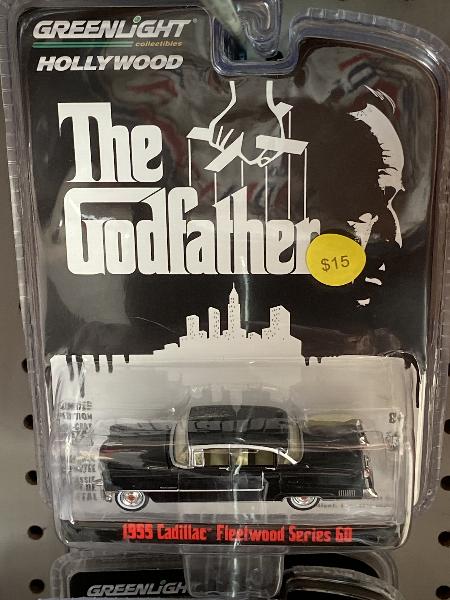 GREENLIGHT
collectibles
HOLLYWOOD
The
Godfather
$15
1955 Cadillac Fleetwood Series 60
GREENLIGHT